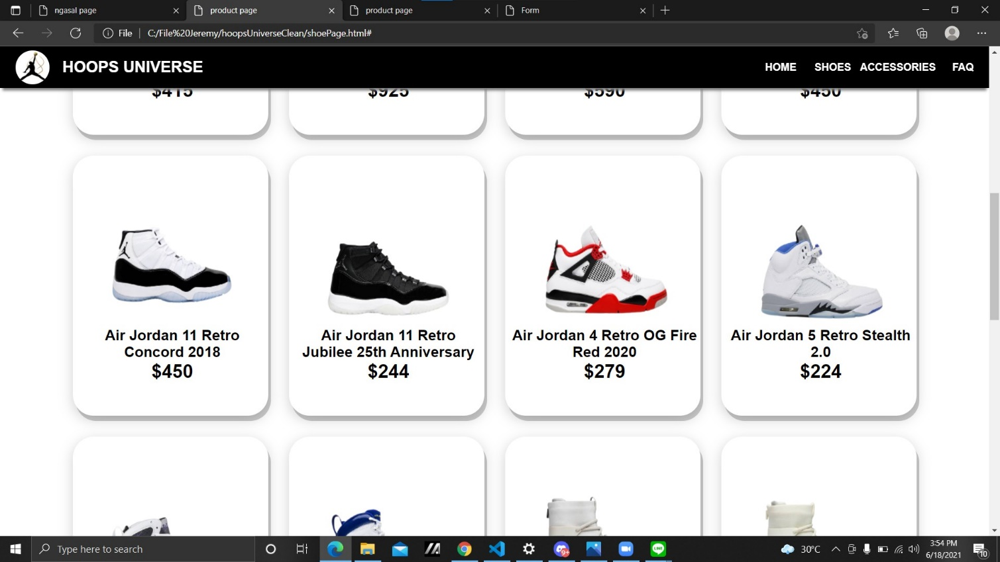 ngasal page
product page
product page
Form
File
C:/File%20Jeremy/hoopsUniverseClean/shoePage.html#
HOOPS UNIVERSE
HOME SHOES ACCESSORIES FAQ
$415 $925 $590 $450
Air Jordan 11 Retro
Concord 2018
$450
Air Jordan 11 Retro
Jubilee 25th Anniversary
$244
Air Jordan 4 Retro OG Fire
Red 2020
$279
Air Jordan 5 Retro Stealth
2.0
$224
Type here to search
9+
LINE
30°C
3:54 PM
6/18/2021
10